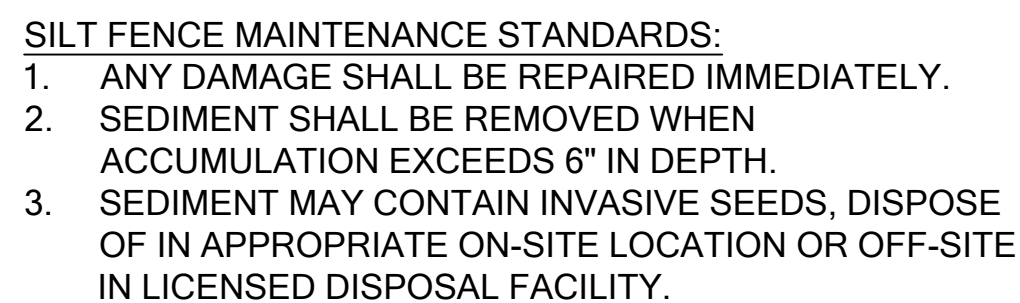 SILT FENCE MAINTENANCE STANDARDS:
1. ANY DAMAGE SHALL BE REPAIRED IMMEDIATELY.
2. SEDIMENT SHALL BE REMOVED WHEN
ACCUMULATION EXCEEDS 6" IN DEPTH.
3. SEDIMENT MAY CONTAIN INVASIVE SEEDS, DISPOSE
OF IN APPROPRIATE ON-SITE LOCATION OR OFF-SITE
IN LICENSED DISPOSAL FACILITY.